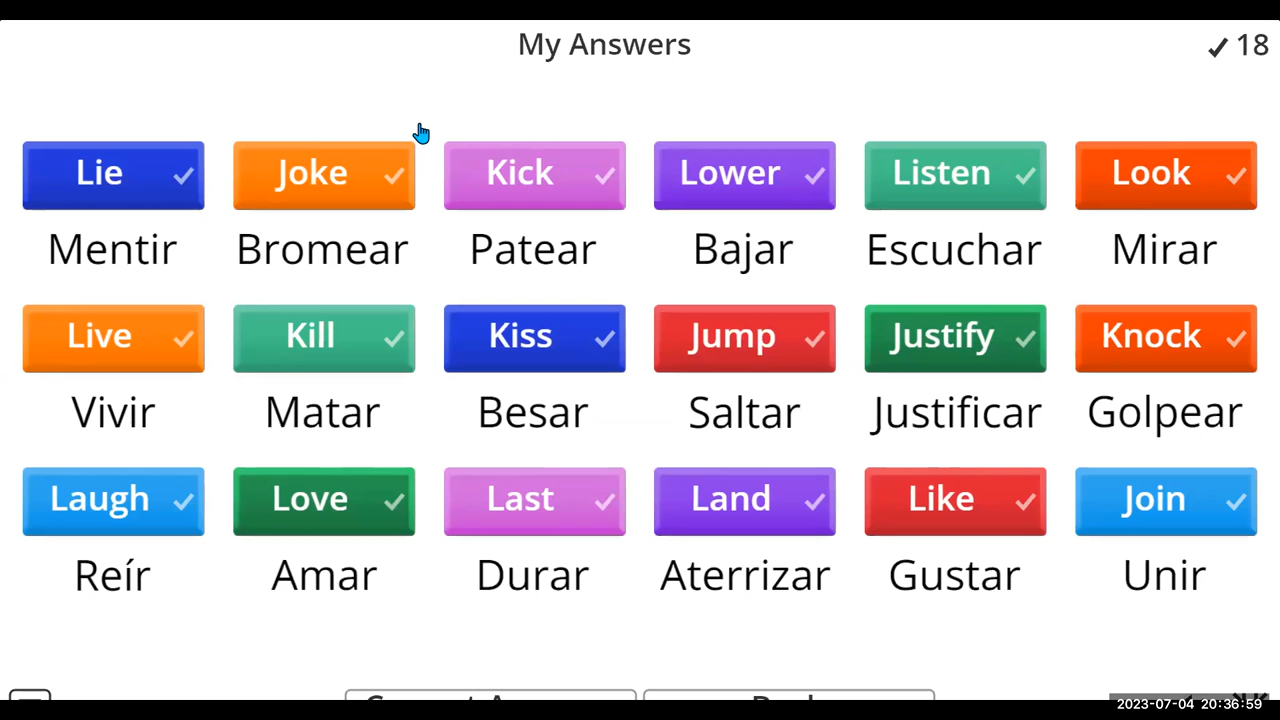 My Answers
18
Lie Joke Kick Lower Listen Look
Mentir Bromear Patear Bajar Escuchar Mirar
Live Kill Kiss Jump Justify Knock
Vivir Matar Besar Saltar Justificar Golpear
Laugh Love Last Land Like Join
Reír Amar Durar Aterrizar Gustar Unir
2023-07-04 20:36:59